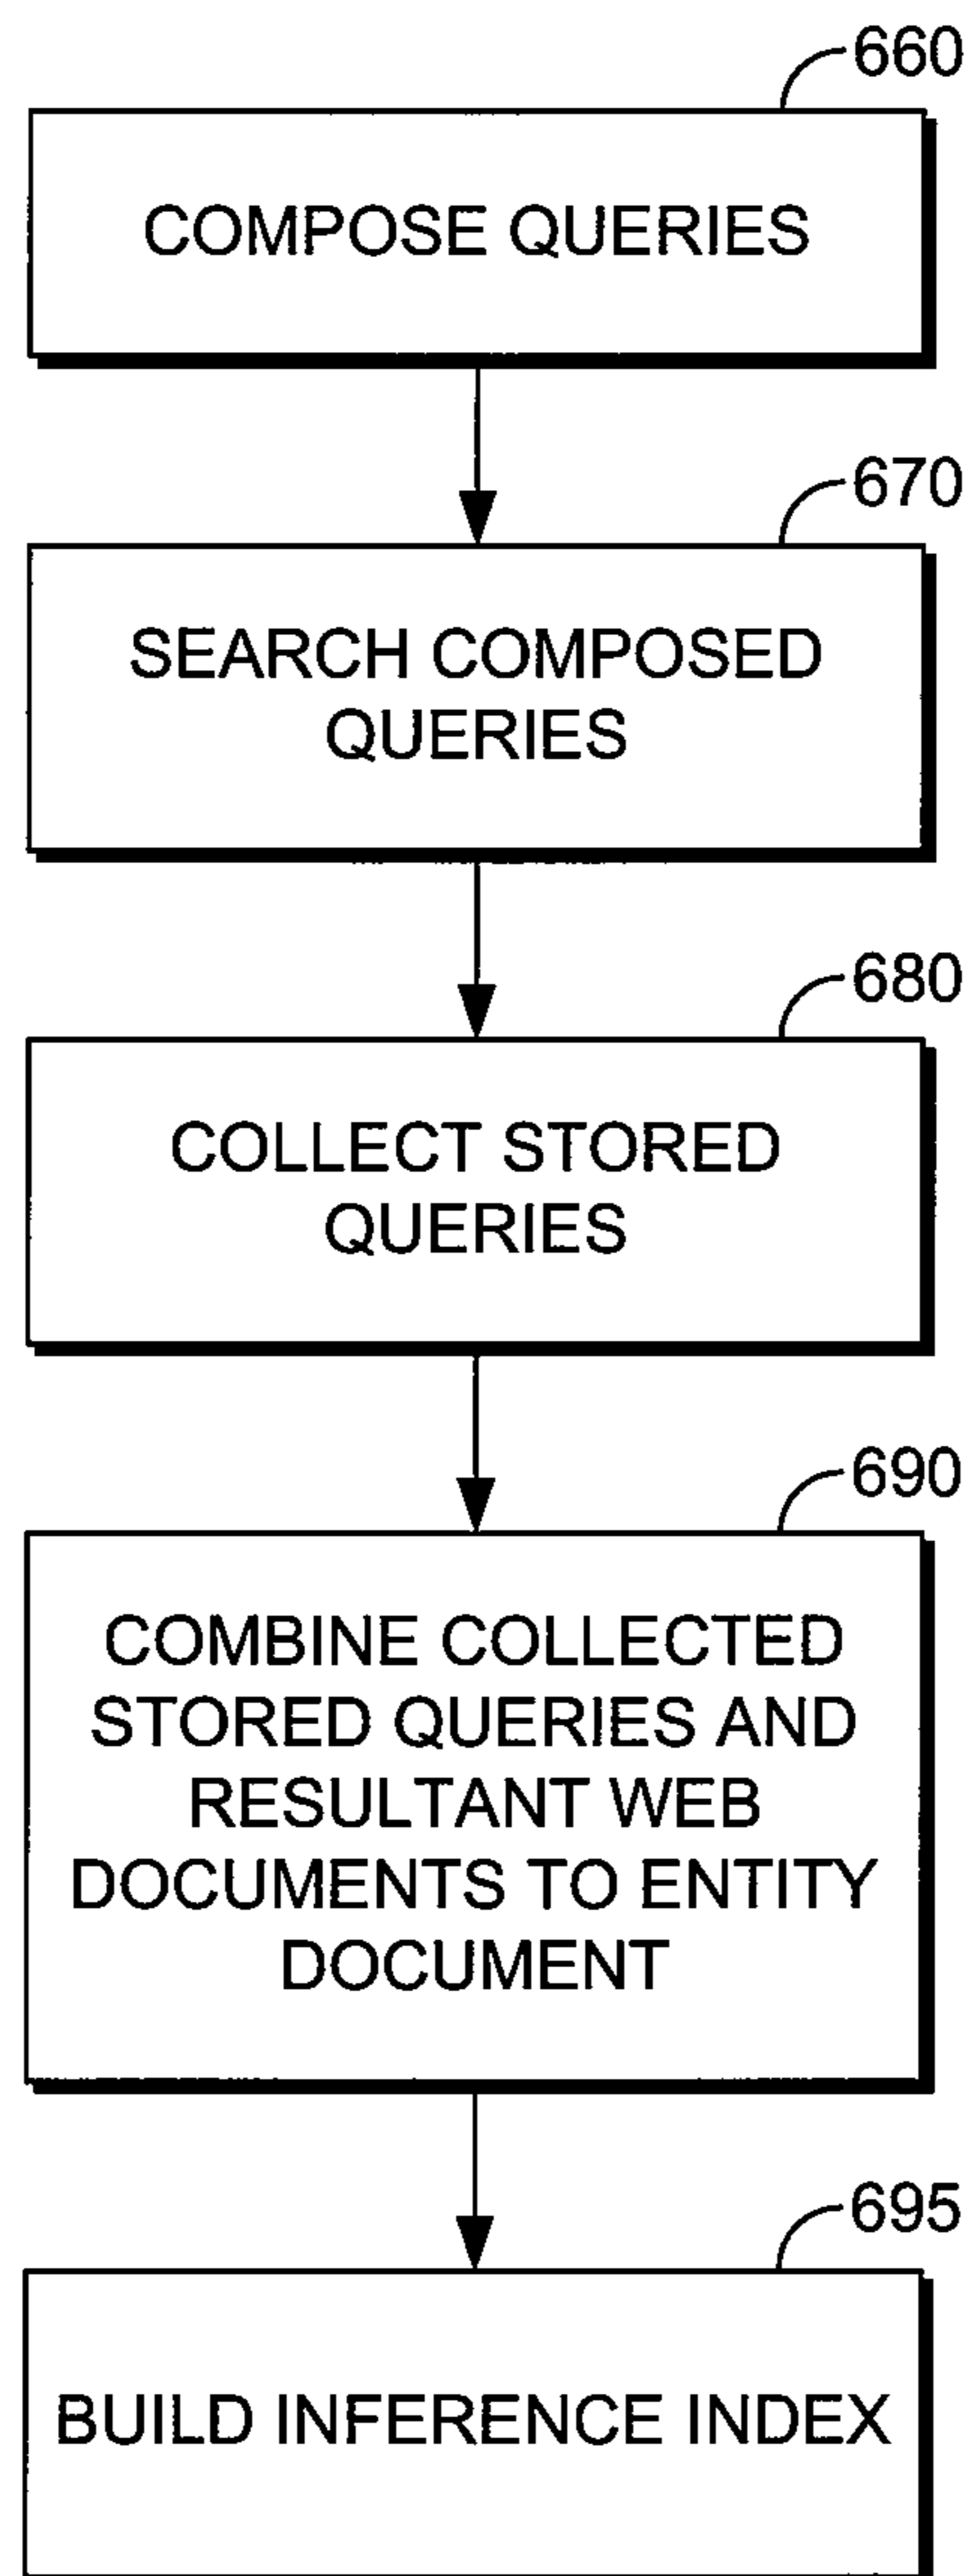 660
COMPOSE QUERIES
670
SEARCH COMPOSED
QUERIES
680
COLLECT STORED
QUERIES
690
COMBINE COLLECTED
STORED QUERIES AND
RESULTANT WEB
DOCUMENTS TO ENTITY
DOCUMENT
695
BUILD INFERENCE INDEX